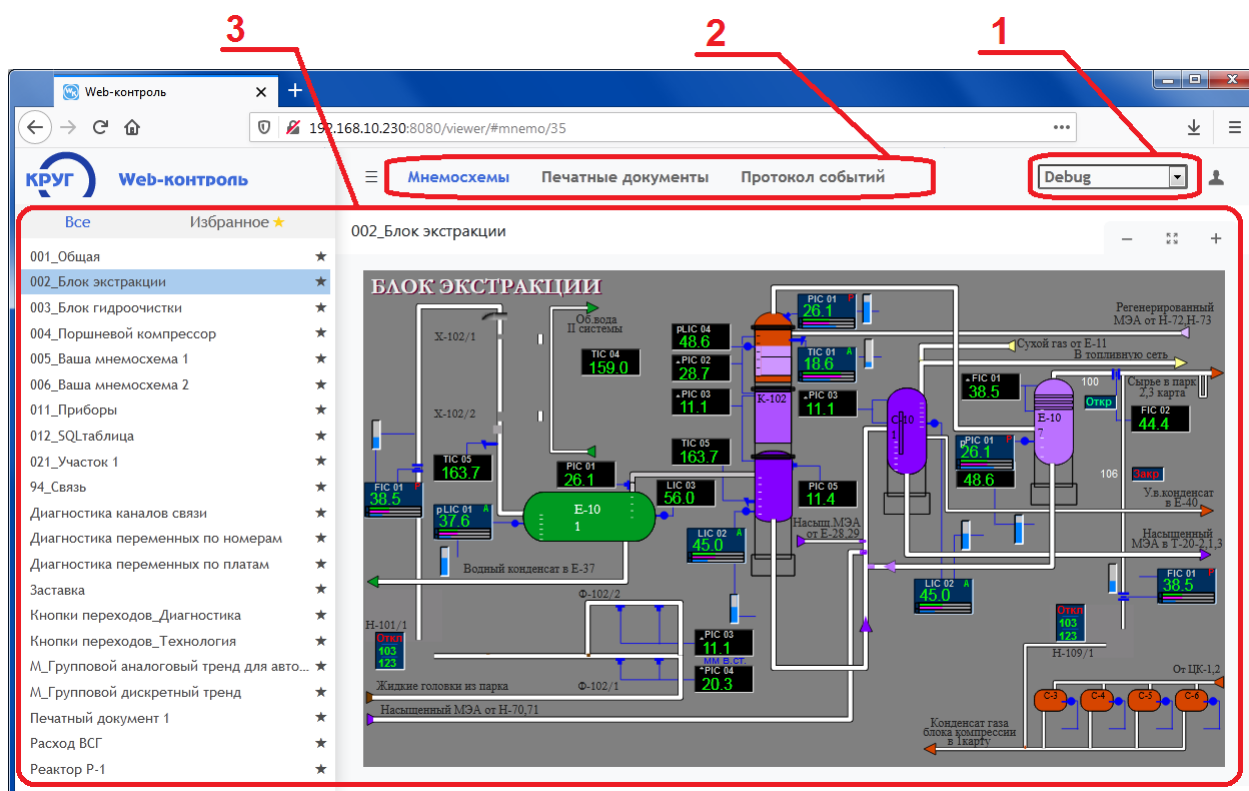 3
2
1
Web-контроль
192.168.10.230:8080/viewer/#mnemo/35
КРУГ
Web-контроль
Мнемосхемы
Печатные документы
Протокол событий
Debug
Все
Избранное
001_Общая
002_Блок экстракции
003_Блок гидроочистки
004_Поршневой компрессор
005_Ваша мнемосхема 1
006_Ваша мнемосхема 2
011_Приборы
012_SQLтаблица
021_Участок 1
94_Связь
Диагностика каналов связи
Диагностика переменных по номерам
Диагностика переменных по платам
Заставка
Кнопки переходов_Диагностика
Кнопки переходов_Технология
М_Групповой аналоговый тренд для авто...
М_Групповой дискретный тренд
Печатный документ 1
Расход ВСГ
Реактор Р-1
002_Блок экстракции
БЛОК ЭКСТРАКЦИИ
Х-102/1
Об.вода
II системы
TIC 04
159.0
Х-102/2
TIC 05
163.7
FIC 01 P
38.5
pLIC 01 A
37.6
PIC 01
26.1
LIC 03
56.0
Е-10
1
Водный конденсат в Е-37
pLIC 04
48.6
PIC 02
28.7
PIC 03
11.1
TIC 05
163.7
LIC 02 A
45.0
PIC 01 P
26.1
TIC 01 A
18.6
К-102
PIC 03
11.1
PIC 05
11.4
Насыщ.МЭА
от Е-28,29
С-10
1
Регенерированный
МЭА от Н-72,Н-73
Сухой газ от Е-11
В топливную сеть
FIC 01
38.5
Е-10
7
100
Откр
Сырье в парк
2,3 карта
FIC 02
44.4
pPIC 01 P
26.1
48.6
106
Закр
У.в.конденсат
в Е-40
Насыщенный
МЭА в Т-20-2,1,3
LIC 02 A
45.0
FIC 01 P
38.5
Ф-102/2
Н-101/1
Откл
103
123
PIC 03
11.1
ММ В.СТ.
PIC 04
20.3
Ф-102/1
Жидкие головки из парка
Насыщенный МЭА от Н-70,71
Откл
103
123
Н-109/1
От ЦК-1,2
С-3
С-4
С-5
С-6
Конденсат газа
блока компрессии
в 1карту